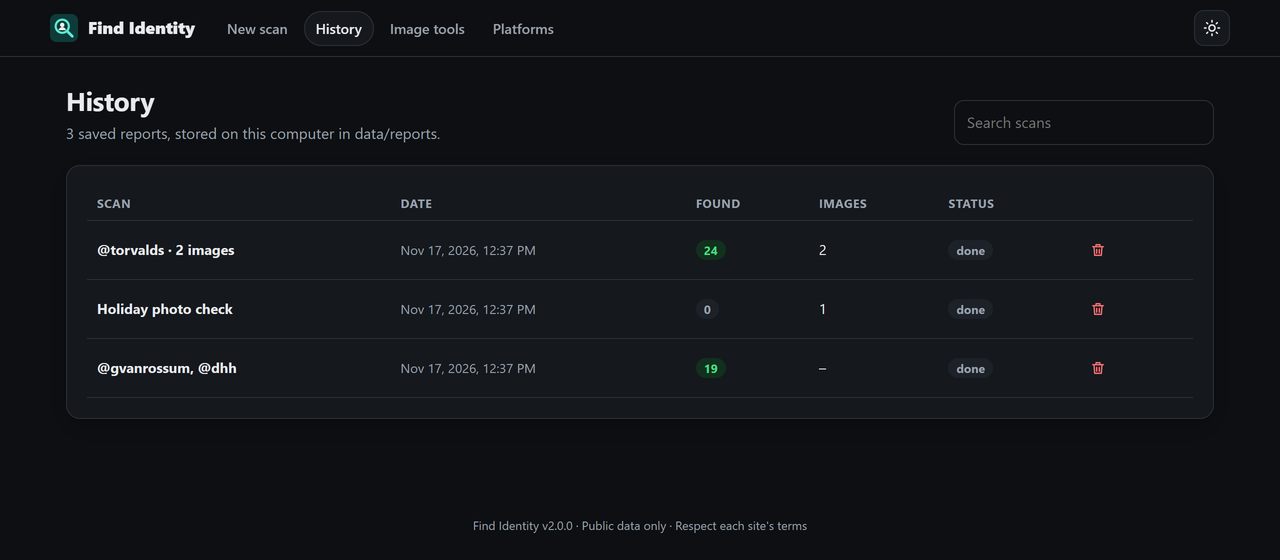 Find Identity New scan History Image tools Platforms
History
3 saved reports, stored on this computer in data/reports.
Search scans
SCAN DATE FOUND IMAGES STATUS
@torvalds · 2 images Nov 17, 2026, 12:37 PM 24 2 done
Holiday photo check Nov 17, 2026, 12:37 PM 0 1 done
@gvanrossum, @dhh Nov 17, 2026, 12:37 PM 19 – done
Find Identity v2.0.0 · Public data only · Respect each site's terms